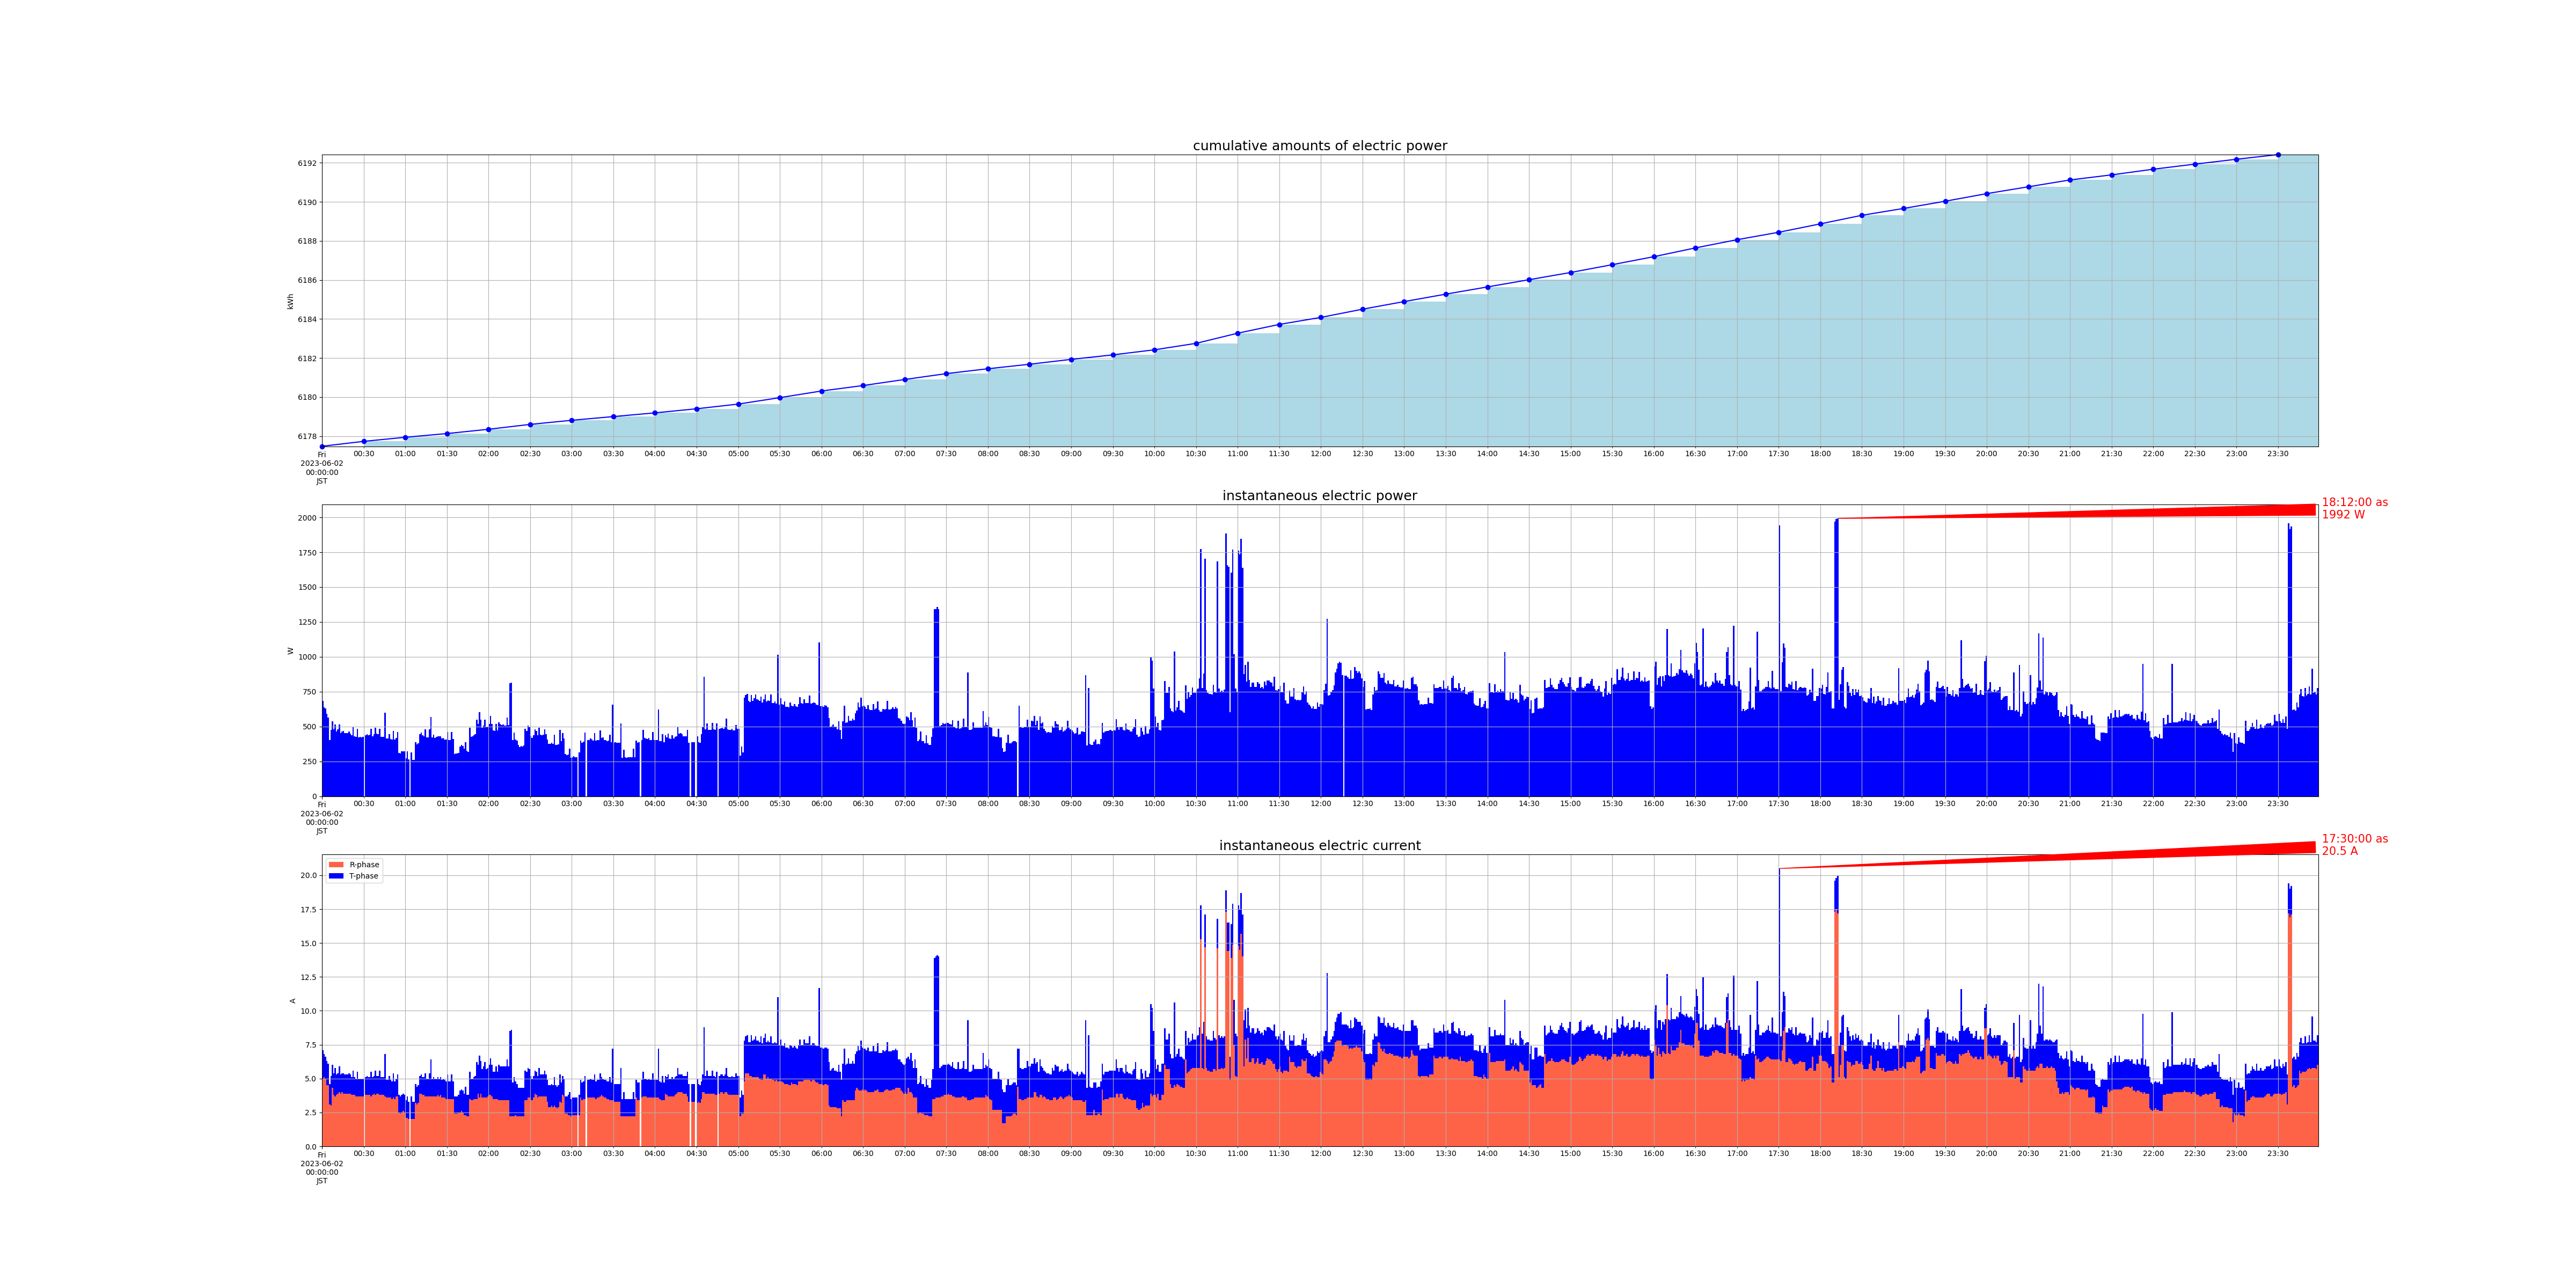 cumulative amounts of electric power
6192
6190
6188
6186
6184
6182
6180
6178
kWh
Fri
2023-06-02
00:00:00
JST
00:30 01:00 01:30 02:00 02:30 03:00 03:30 04:00 04:30 05:00 05:30 06:00 06:30 07:00 07:30 08:00 08:30 09:00 09:30 10:00 10:30 11:00 11:30 12:00 12:30 13:00 13:30 14:00 14:30 15:00 15:30 16:00 16:30 17:00 17:30 18:00 18:30 19:00 19:30 20:00 20:30 21:00 21:30 22:00 22:30 23:00 23:30
instantaneous electric power
18:12:00 as
1992 W
2000
1750
1500
1250
1000
750
500
250
0
W
Fri
2023-06-02
00:00:00
JST
00:30 01:00 01:30 02:00 02:30 03:00 03:30 04:00 04:30 05:00 05:30 06:00 06:30 07:00 07:30 08:00 08:30 09:00 09:30 10:00 10:30 11:00 11:30 12:00 12:30 13:00 13:30 14:00 14:30 15:00 15:30 16:00 16:30 17:00 17:30 18:00 18:30 19:00 19:30 20:00 20:30 21:00 21:30 22:00 22:30 23:00 23:30
instantaneous electric current
17:30:00 as
20.5 A
R-phase
T-phase
20.0
17.5
15.0
12.5
10.0
7.5
5.0
2.5
0.0
A
Fri
2023-06-02
00:00:00
JST
00:30 01:00 01:30 02:00 02:30 03:00 03:30 04:00 04:30 05:00 05:30 06:00 06:30 07:00 07:30 08:00 08:30 09:00 09:30 10:00 10:30 11:00 11:30 12:00 12:30 13:00 13:30 14:00 14:30 15:00 15:30 16:00 16:30 17:00 17:30 18:00 18:30 19:00 19:30 20:00 20:30 21:00 21:30 22:00 22:30 23:00 23:30